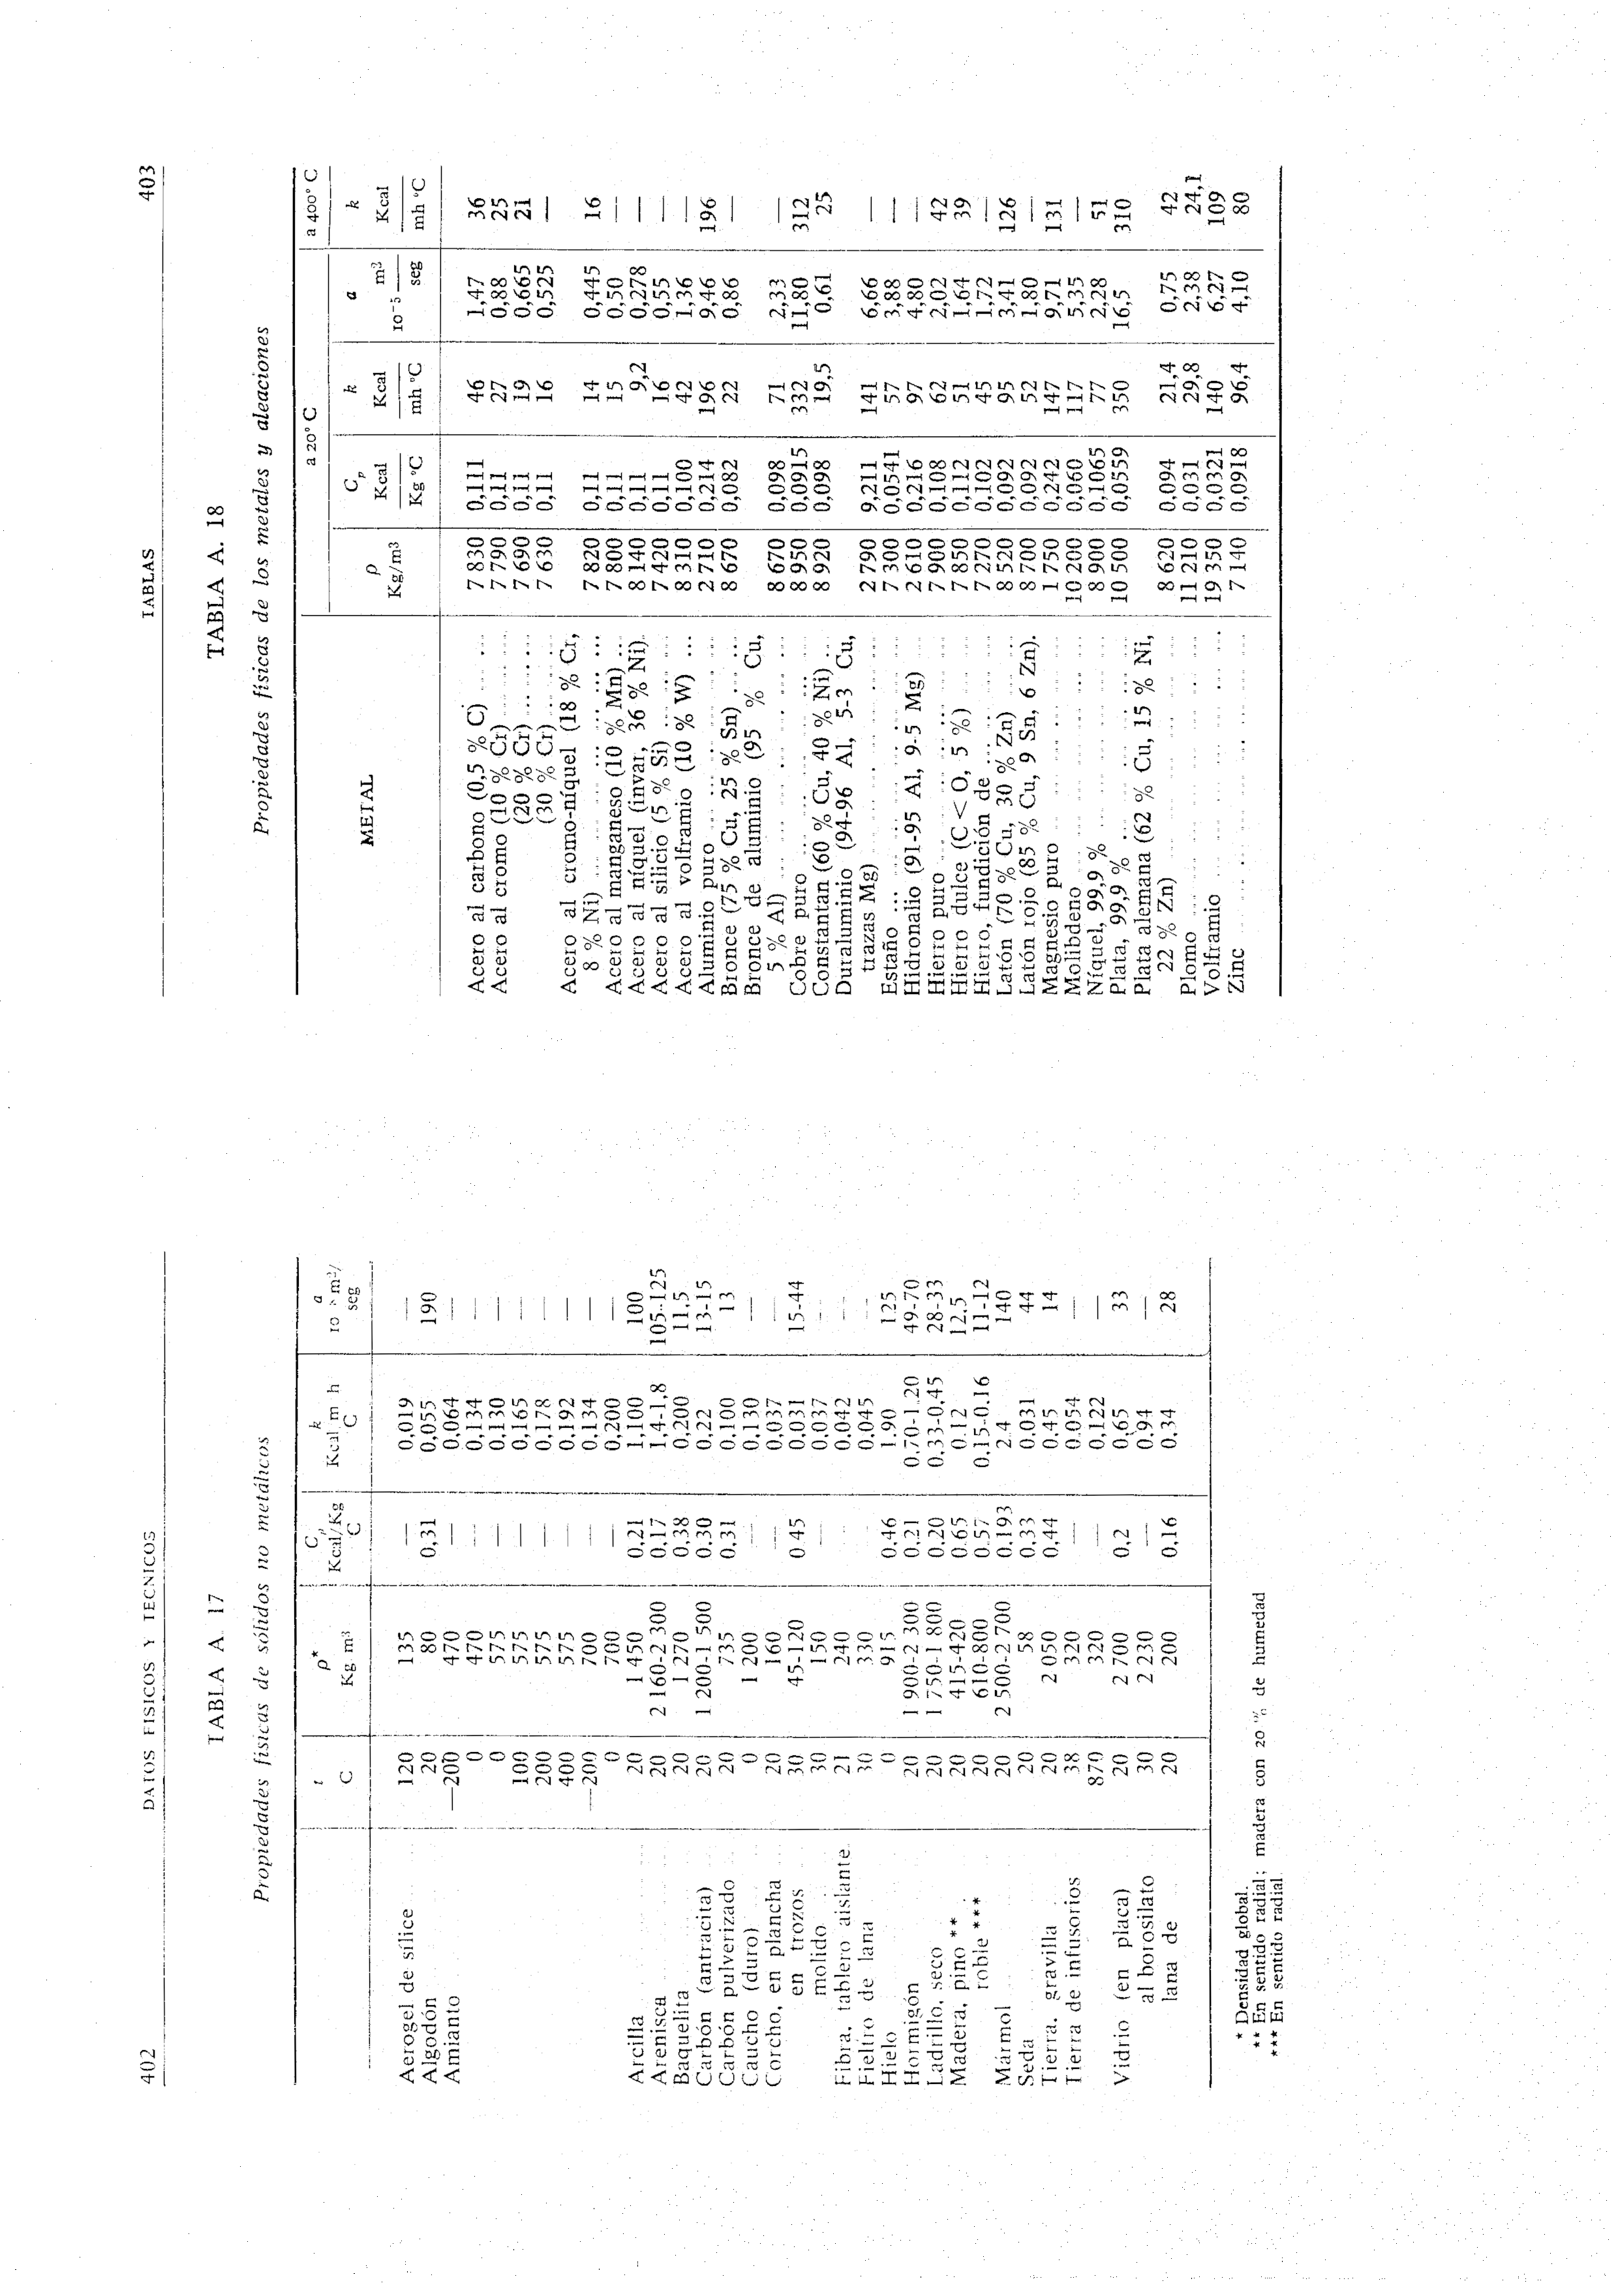 402 DATOS FISICOS Y TECNICOS
TABLA A. 17
Propiedades físicas de sólidos no metálicos
t C ρ* Kg m³ Cp Kcal/Kg C k Kcal m h C a 10 m²/ seg
Aerogel de sílice 120 135 — 0,019 —
Algodón 20 80 0,31 0,055 190
Amianto —200 470 — 0,064 —
0 470 — 0,134 —
0 575 — 0,130 —
100 575 — 0,165 —
200 575 — 0,178 —
400 575 — 0,192 —
—200 700 — 0,134 —
0 700 — 0,200 —
Arcilla 20 1 450 0,21 1,100 100
Arenisca 20 2 160-2 300 0,17 1,4-1,8 105-125
Baquelita 20 1 270 0,38 0,200 11,5
Carbón (antracita) 20 1 200-1 500 0,30 0,22 13-15
Carbón pulverizado 20 735 0,31 0,100 13
Caucho (duro) 0 1 200 — 0,130 —
Corcho, en plancha 20 160 — 0,037 —
en trozos 30 45-120 0,45 0,031 15-44
molido 30 150 — 0,037 —
Fibra, tablero aislante 21 240 0,042 —
Fieltro de lana 30 330 0,045 —
Hielo 0 915 0,46 1,90 125
Hormigón 20 1 900-2 300 0,21 0,70-1,20 49-70
Ladrillo, seco 20 1 750-1 800 0,20 0,33-0,45 28-33
Madera, pino ** 20 415-420 0,65 0,12 12,5
roble *** 20 610-800 0,57 0,15-0,16 11-12
Mármol 20 2 500-2 700 0,193 2,4 140
Seda 20 58 0,33 0,031 44
Tierra, gravilla 20 2 050 0,44 0,45 14
Tierra de infusorios 38 320 — 0,054 —
870 320 — 0,122 —
Vidrio (en placa) 20 2 700 0,2 0,65 33
al borosilato 30 2 230 — 0,94 —
lana de 20 200 0,16 0,34 28
* Densidad global.
** En sentido radial; madera con 20 % de humedad
*** En sentido radial
TABLAS 403
TABLA A. 18
Propiedades físicas de los metales y aleaciones
a 20° C a 400° C
METAL ρ Kg/m³ Cp Kcal Kg °C k Kcal mh °C a 10⁻⁵ m² seg k Kcal mh °C
Acero al carbono (0,5 % C) ... ... 7 830 0,111 46 1,47 36
Acero al cromo (10 % Cr) ... ... 7 790 0,11 27 0,88 25
(20 % Cr) ... ... 7 690 0,11 19 0,665 21
(30 % Cr) ... ... 7 630 0,11 16 0,525 —
Acero al cromo-níquel (18 % Cr,
8 % Ni) ... ... 7 820 0,11 14 0,445 16
Acero al manganeso (10 % Mn) ... 7 800 0,11 15 0,50 —
Acero al níquel (invar, 36 % Ni). 8 140 0,11 9,2 0,278 —
Acero al silicio (5 % Si) ... ... 7 420 0,11 16 0,55 —
Acero al volframio (10 % W) ... 8 310 0,100 42 1,36 —
Aluminio puro ... ... 2 710 0,214 196 9,46 196
Bronce (75 % Cu, 25 % Sn) ... ... 8 670 0,082 22 0,86 —
Bronce de aluminio (95 % Cu,
5 % Al) ... ... 8 670 0,098 71 2,33 —
Cobre puro ... ... 8 950 0,0915 332 11,80 312
Constantan (60 % Cu, 40 % Ni) ... 8 920 0,098 19,5 0,61 25
Duraluminio (94-96 Al, 5-3 Cu,
trazas Mg) ... ... 2 790 9,211 141 6,66 —
Estaño ... ... 7 300 0,0541 57 3,88 —
Hidronalio (91-95 Al, 9-5 Mg) 2 610 0,216 97 4,80 —
Hierro puro ... ... 7 900 0,108 62 2,02 42
Hierro dulce (C < O, 5 %) ... 7 850 0,112 51 1,64 39
Hierro, fundición de ... ... 7 270 0,102 45 1,72 —
Latón (70 % Cu, 30 % Zn) ... 8 520 0,092 95 3,41 126
Latón rojo (85 % Cu, 9 Sn, 6 Zn). 8 700 0,092 52 1,80 —
Magnesio puro ... ... 1 750 0,242 147 9,71 131
Molibdeno ... ... 10 200 0,060 117 5,35 —
Níquel, 99,9 % ... ... 8 900 0,1065 77 2,28 51
Plata, 99,9 % ... ... 10 500 0,0559 350 16,5 310
Plata alemana (62 % Cu, 15 % Ni,
22 % Zn) ... ... 8 620 0,094 21,4 0,75 42
Plomo ... ... 11 210 0,031 29,8 2,38 24,1
Volframio ... ... 19 350 0,0321 140 6,27 109
Zinc ... ... 7 140 0,0918 96,4 4,10 80